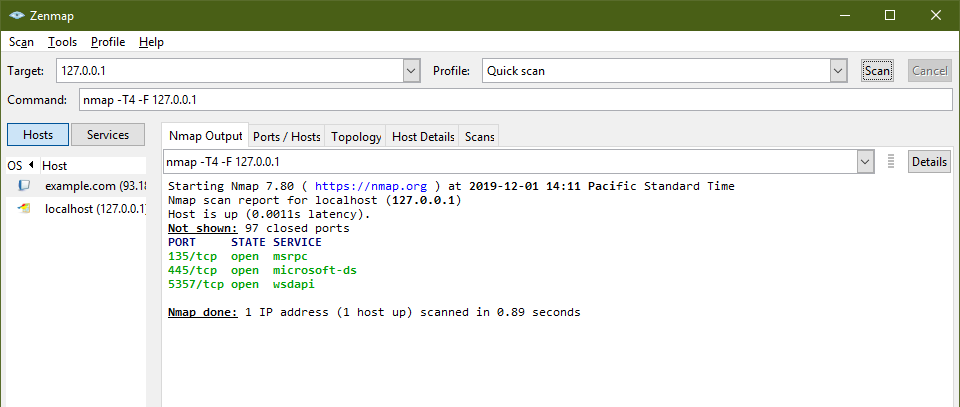 Zenmap
Scan Tools Profile Help
Target: 127.0.0.1 Profile: Quick scan Scan Cancel
Command: nmap -T4 -F 127.0.0.1
Hosts Services
OS Host
example.com (93.18
localhost (127.0.0.1)
Nmap Output Ports / Hosts Topology Host Details Scans
nmap -T4 -F 127.0.0.1 Details
Starting Nmap 7.80 ( https://nmap.org ) at 2019-12-01 14:11 Pacific Standard Time
Nmap scan report for localhost (127.0.0.1)
Host is up (0.0011s latency).
Not shown: 97 closed ports
PORT STATE SERVICE
135/tcp open msrpc
445/tcp open microsoft-ds
5357/tcp open wsdapi
Nmap done: 1 IP address (1 host up) scanned in 0.89 seconds